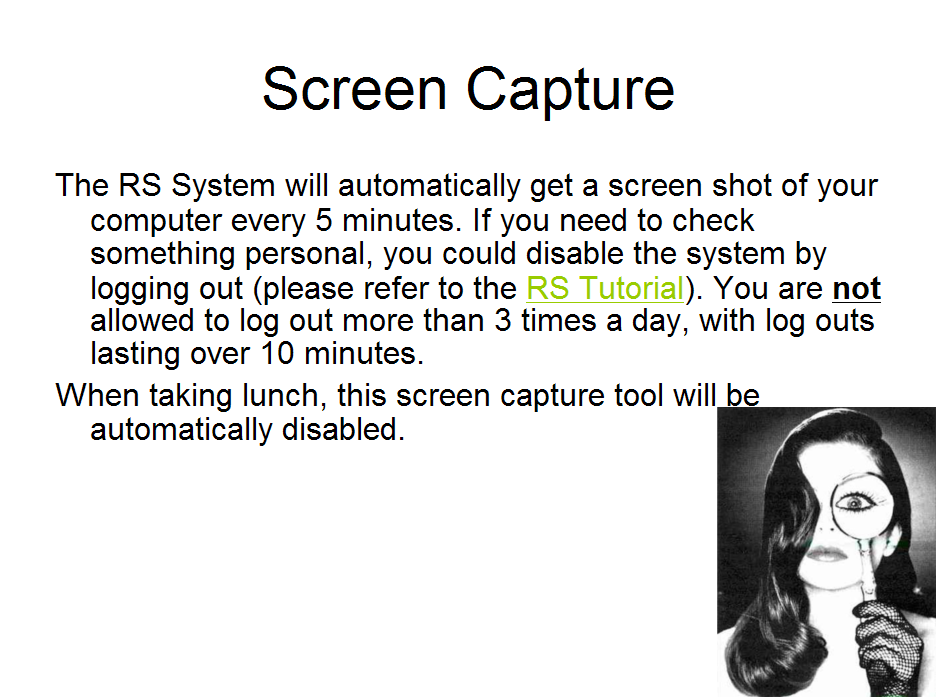 Screen Capture
The RS System will automatically get a screen shot of your
computer every 5 minutes. If you need to check
something personal, you could disable the system by
logging out (please refer to the RS Tutorial). You are not
allowed to log out more than 3 times a day, with log outs
lasting over 10 minutes.
When taking lunch, this screen capture tool will be
automatically disabled.